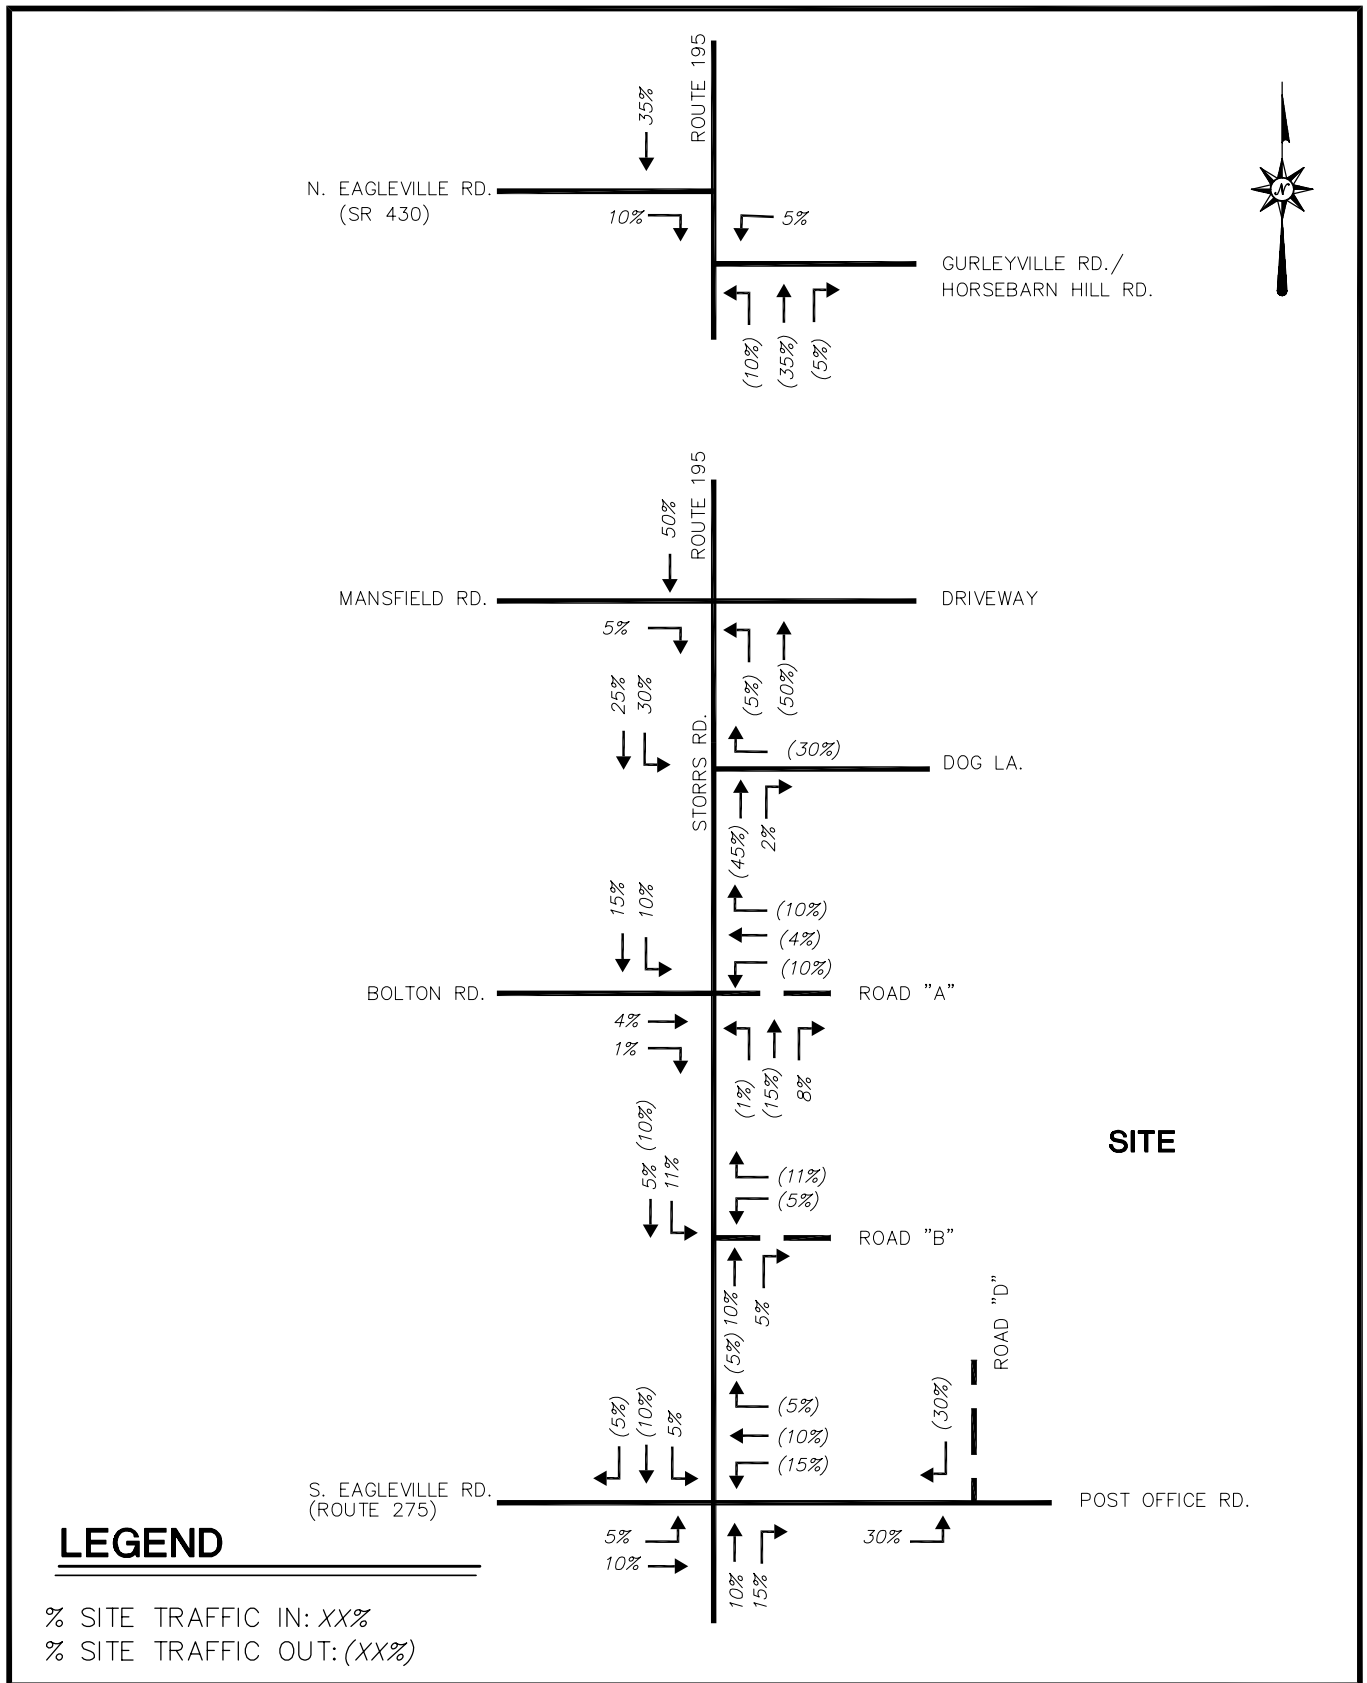 ROUTE 195
35%
N. EAGLEVILLE RD.
(SR 430)
10%
5%
N
GURLEYVILLE RD./
HORSEBARN HILL RD.
(10%)
(35%)
(5%)
ROUTE 195
50%
MANSFIELD RD.
DRIVEWAY
5%
(5%)
(50%)
25%
30%
STORRS RD.
(30%)
DOG LA.
(45%)
2%
15%
10%
(10%)
(4%)
(10%)
BOLTON RD.
ROAD "A"
4%
1%
(1%)
(15%)
8%
5% (10%)
11%
SITE
(11%)
(5%)
ROAD "B"
(5%) 10%
5%
ROAD "D"
(5%)
(10%)
5%
(5%)
(10%)
(15%)
(30%)
S. EAGLEVILLE RD.
(ROUTE 275)
POST OFFICE RD.
5%
10%
10%
15%
30%
LEGEND
% SITE TRAFFIC IN: XX%
% SITE TRAFFIC OUT: (XX%)